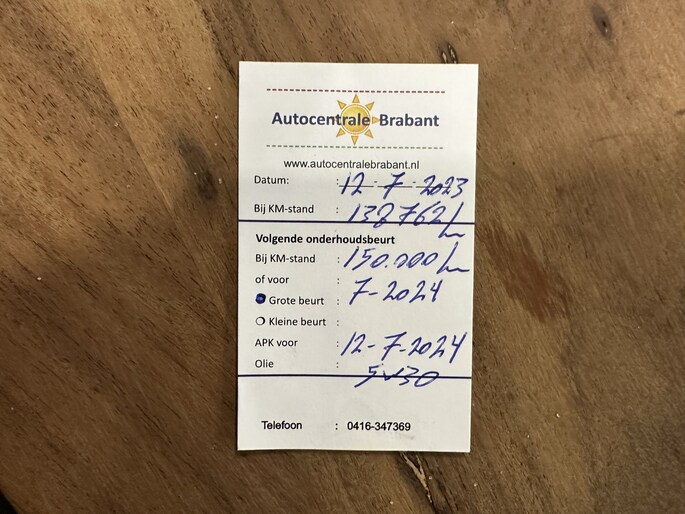 Autocentrale Brabant
www.autocentralebrabant.nl
Datum: : 12-7-2023
Bij KM-stand : 138762 km
Volgende onderhoudsbeurt
Bij KM-stand : 150.000 km
of voor : 7-2024
Grote beurt :
Kleine beurt :
APK voor : 12-7-2024
Olie : 5w30
Telefoon : 0416-347369